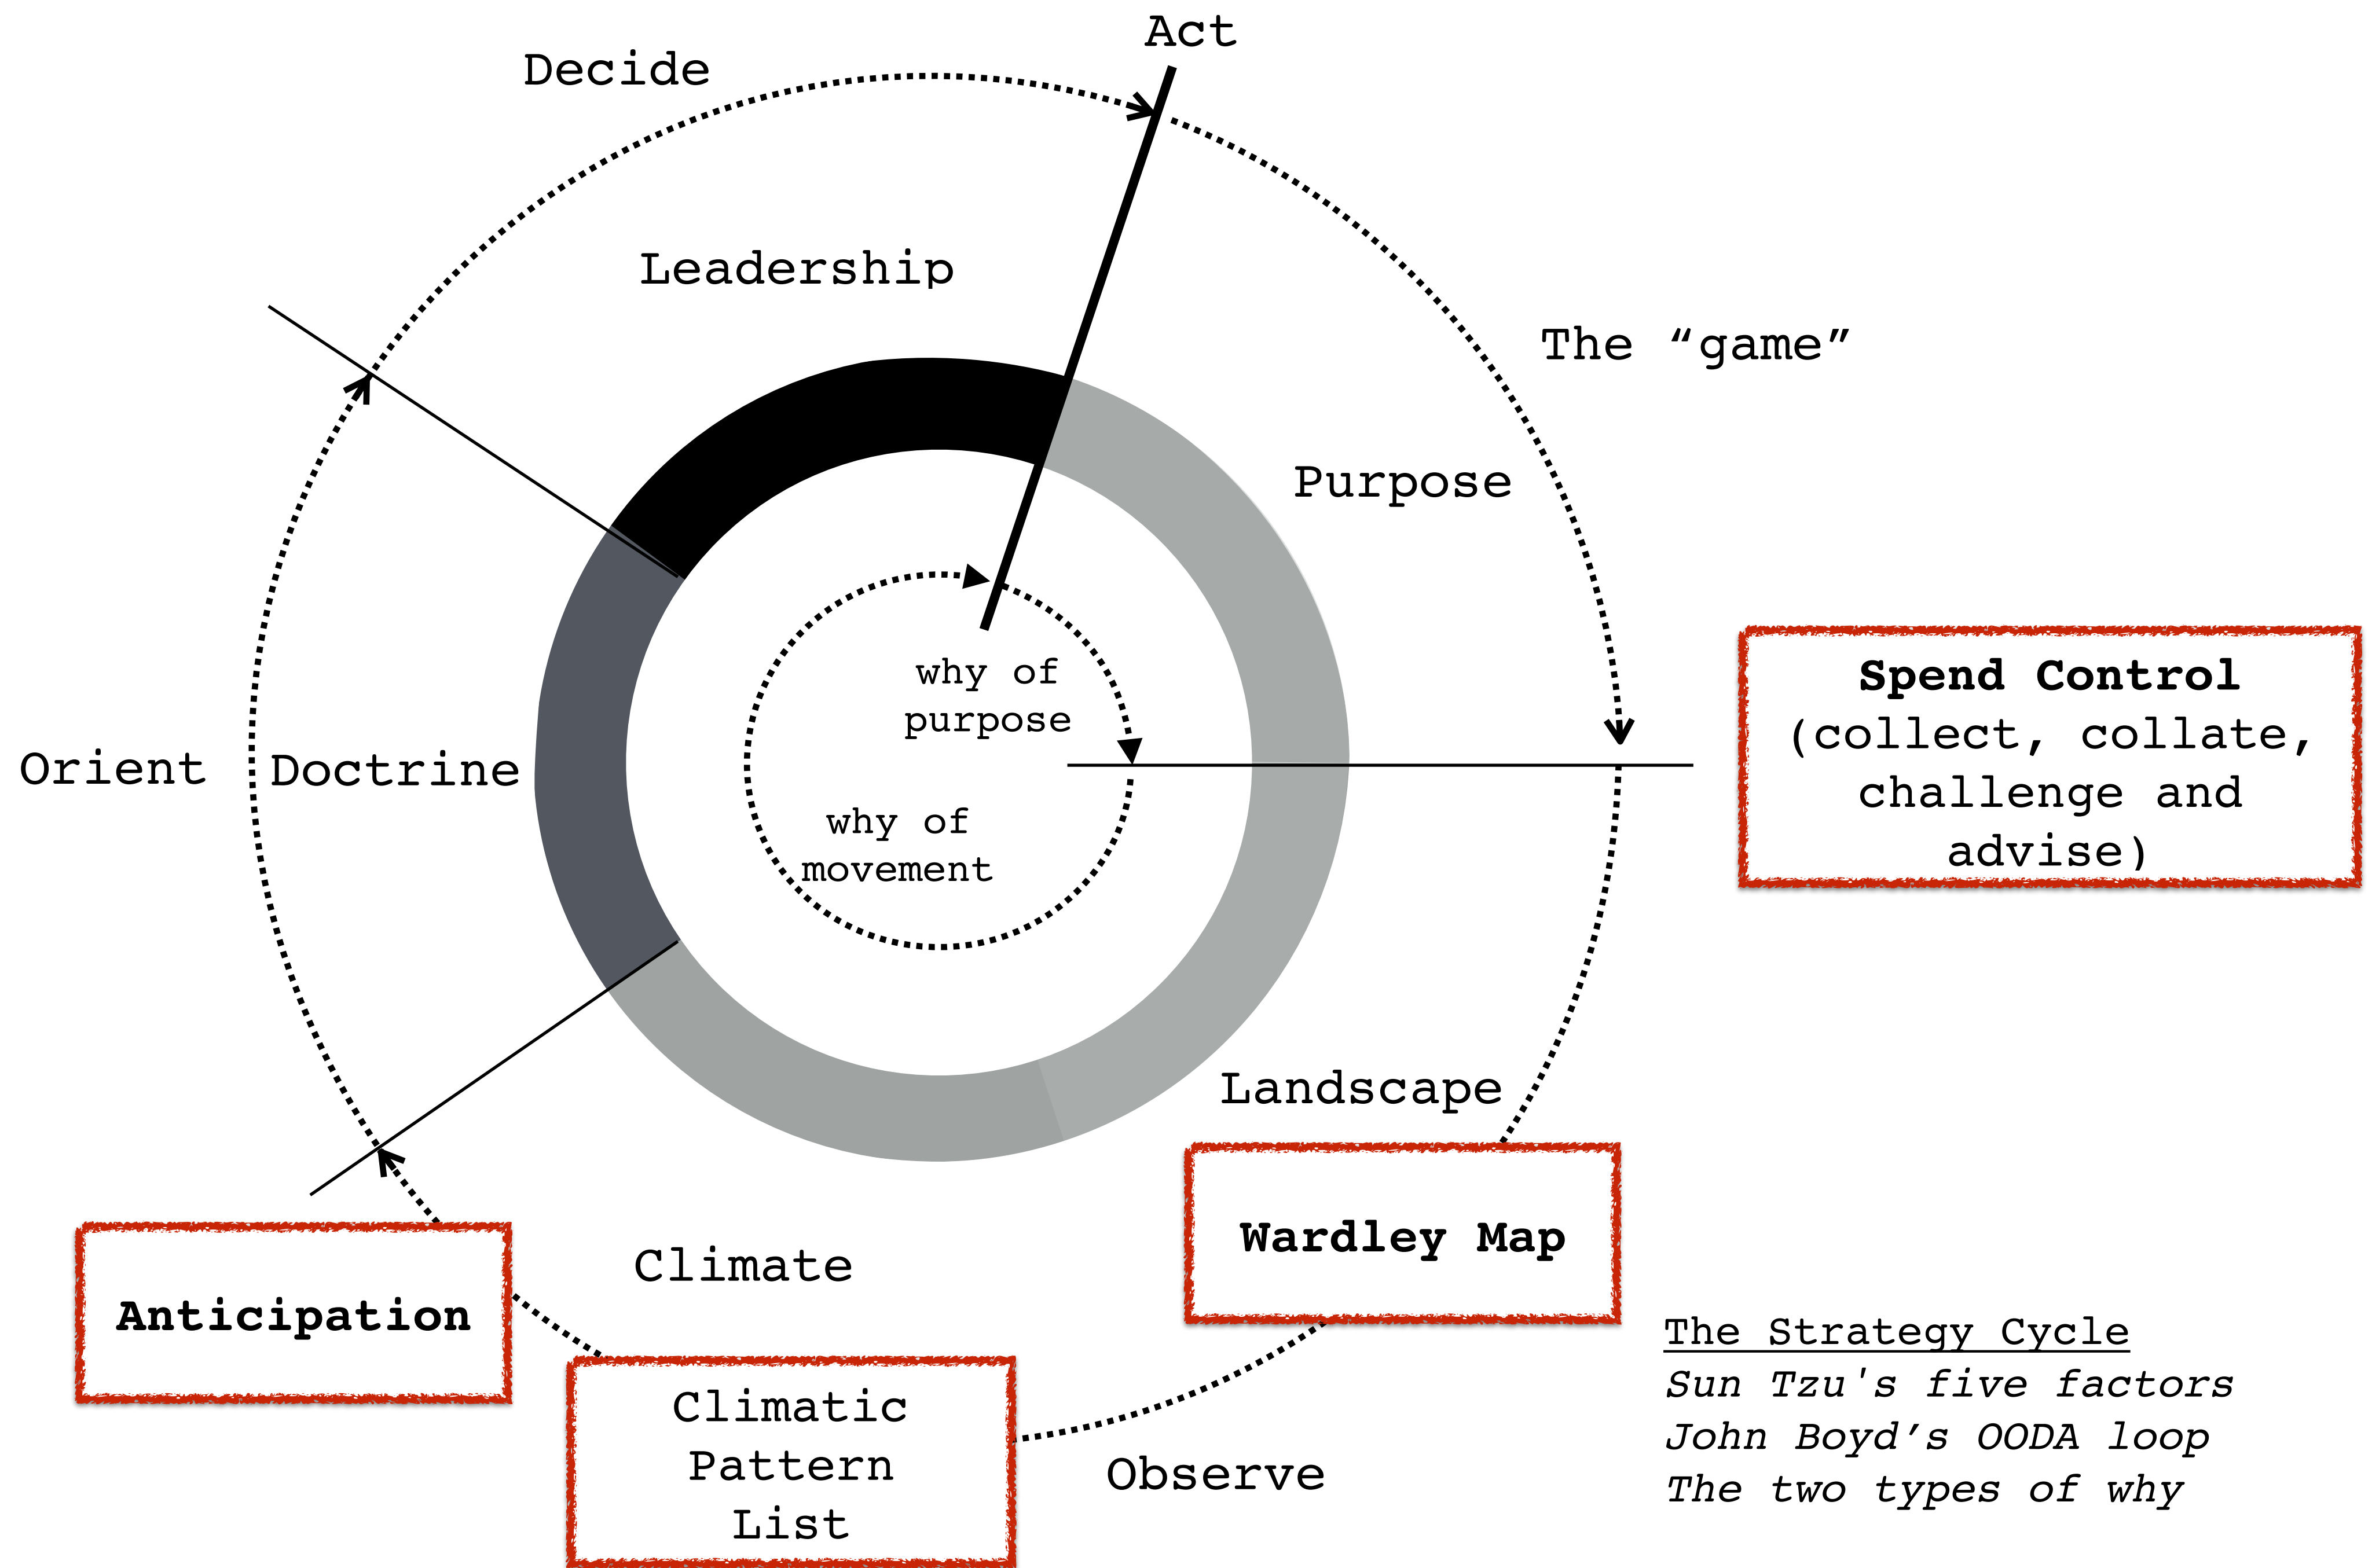 Act
Decide
Leadership
The “game”
Purpose
why of
purpose
Spend Control
(collect, collate,
challenge and
advise)
Orient
Doctrine
why of
movement
Landscape
Wardley Map
Climate
Anticipation
Climatic
Pattern
List
Observe
The Strategy Cycle
Sun Tzu's five factors
John Boyd’s OODA loop
The two types of why